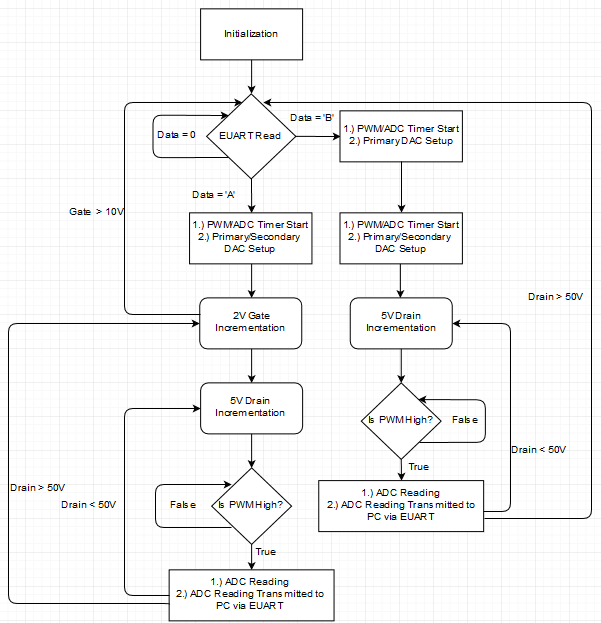 Initialization
EUART Read
Data = 0
Data = 'B'
1.) PWM/ADC Timer Start
2.) Primary DAC Setup
Data = 'A'
Gate > 10V
1.) PWM/ADC Timer Start
2.) Primary/Secondary
DAC Setup
1.) PWM/ADC Timer Start
2.) Primary/Secondary
DAC Setup
Drain > 50V
2V Gate
Incrementation
5V Drain
Incrementation
5V Drain
Incrementation
Is PWM High?
False
Drain < 50V
True
1.) ADC Reading
2.) ADC Reading Transmitted to
PC via EUART
Drain > 50V
Drain < 50V
False
Is PWM High?
True
1.) ADC Reading
2.) ADC Reading Transmitted to
PC via EUART